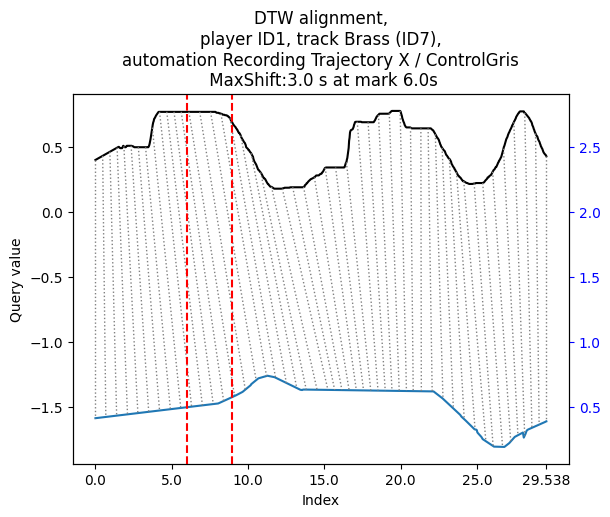 DTW alignment,
player ID1, track Brass (ID7),
automation Recording Trajectory X / ControlGris
MaxShift:3.0 s at mark 6.0s
0.5
0.0
−0.5
−1.0
−1.5
Query value
2.5
2.0
1.5
1.0
0.5
0.0 5.0 10.0 15.0 20.0 25.0 29.538
Index